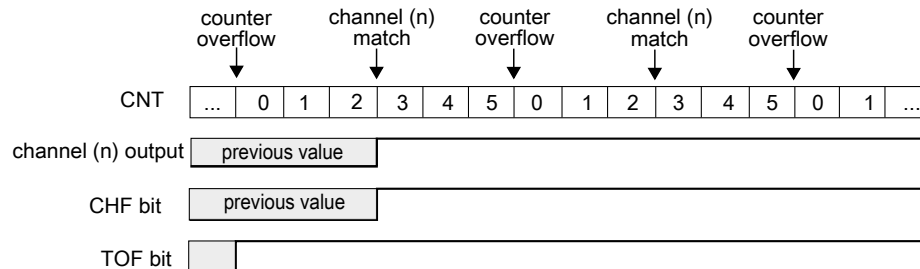 counter overflow
channel (n) match
counter overflow
channel (n) match
counter overflow
CNT ... 0 1 2 3 4 5 0 1 2 3 4 5 0 1 ...
channel (n) output previous value
CHF bit previous value
TOF bit